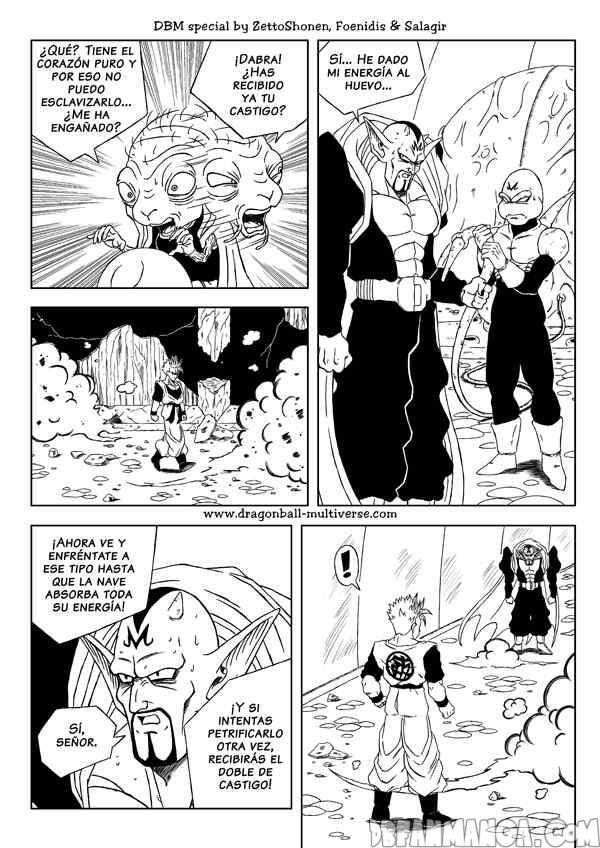 DBM special by ZettoShonen, Foenidis & Salagir
¿QUÉ? TIENE EL
CORAZÓN PURO Y
POR ESO NO
PUEDO
ESCLAVIZARLO...
¿ME HA
ENGAÑADO?
¡DABRA!
¿HAS
RECIBIDO
YA TU
CASTIGO?
SÍ... HE DADO
MI ENERGÍA AL
HUEVO...
www.dragonball-multiverse.com
¡AHORA VE Y
ENFRÉNTATE A
ESE TIPO HASTA
QUE LA NAVE
ABSORBA TODA
SU ENERGÍA!
SÍ,
SEÑOR.
¡Y SI
INTENTAS
PETRIFICARLO
OTRA VEZ,
RECIBIRÁS
EL DOBLE DE
CASTIGO!
!
DBFANMANGA.COM